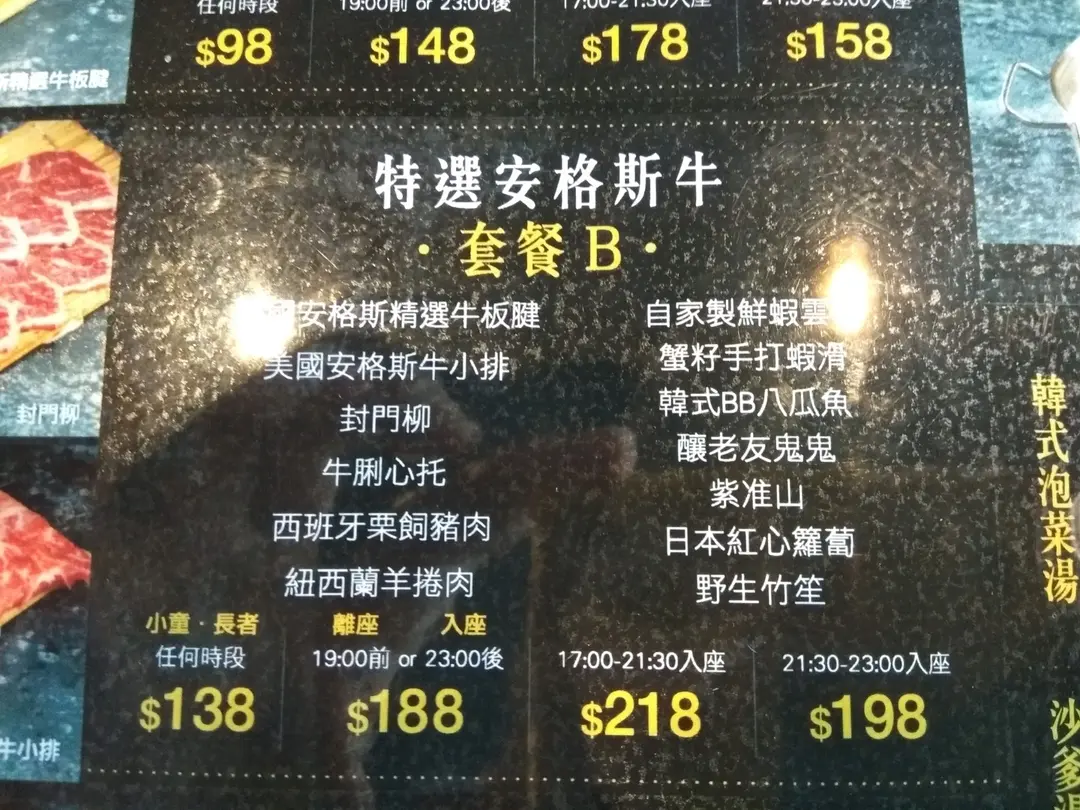 任何時段
19:00前 or 23:00後
17:00-21:30入座
21:30-23:00入座
$98
$148
$178
$158
精選牛板腱
特選安格斯牛
·套餐B·
安格斯精選牛板腱
美國安格斯牛小排
封門柳
牛脷心托
西班牙栗飼豬肉
紐西蘭羊捲肉
自家製鮮蝦雲
蟹籽手打蝦滑
韓式BB八瓜魚
釀老友鬼鬼
紫准山
日本紅心籮蔔
野生竹笙
小童·長者
任何時段
$138
離座 入座
19:00前 or 23:00後
$188
17:00-21:30入座
$218
21:30-23:00入座
$198
封門柳
牛小排
韓式泡菜湯
沙爹湯